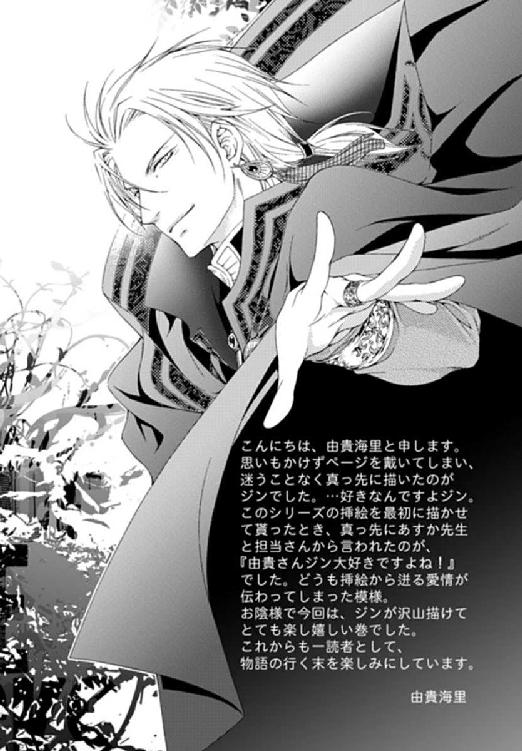 こんにちは、由貴海里と申します。
思いもかけずページを戴いてしまい、
迷うことなく真っ先に描いたのが
ジンでした。…好きなんですよジン。
このシリーズの挿絵を最初に描かせ
て貰ったとき、真っ先にあすか先生
と担当さんから言われたのが、
『由貴さんジン大好きですよね!』
でした。どうも挿絵から迸る愛情が
伝わってしまった模様。
お陰様で今回は、ジンが沢山描けて
とても楽し嬉しい巻でした。
これからも一読者として、
物語の行く末を楽しみにしています。
由貴海里